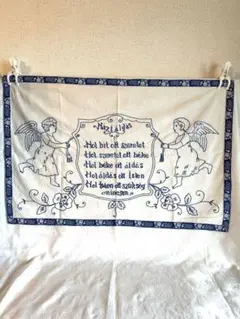 Házi áldás
Hol hit ott szeretet
Hol szeretet ott béke
Hol béke ott áldás
Hol áldás ott Isten
Hol Isten ott szükség
nincsen